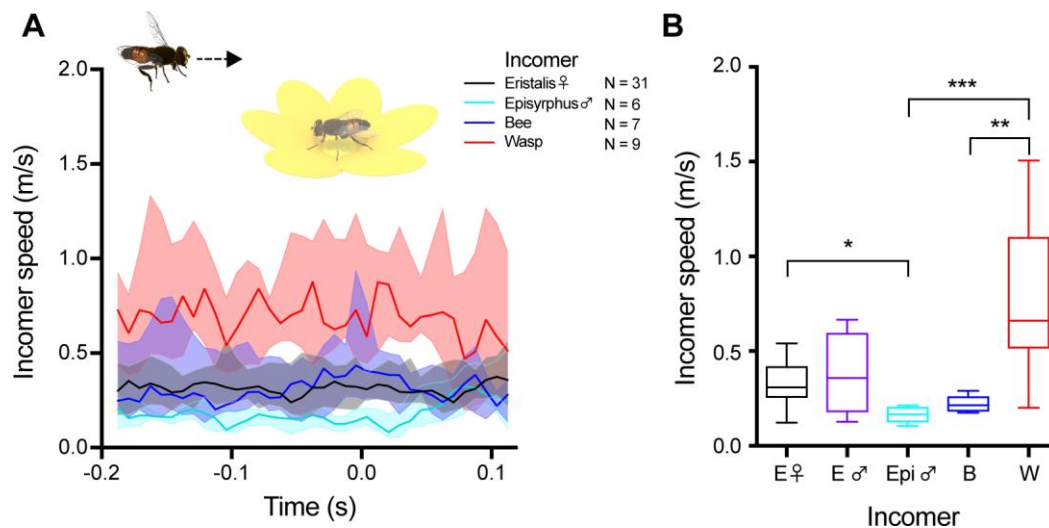 A
Incomer
Eristalis♀ N = 31
Episyrphus♂ N = 6
Bee N = 7
Wasp N = 9
Incomer speed (m/s)
2.0
1.5
1.0
0.5
0.0
-0.2 -0.1 0.0 0.1
Time (s)
B
Incomer speed (m/s)
2.0
1.5
1.0
0.5
0.0
***
**
*
E♀ E♂ Epi♂ B W
Incomer